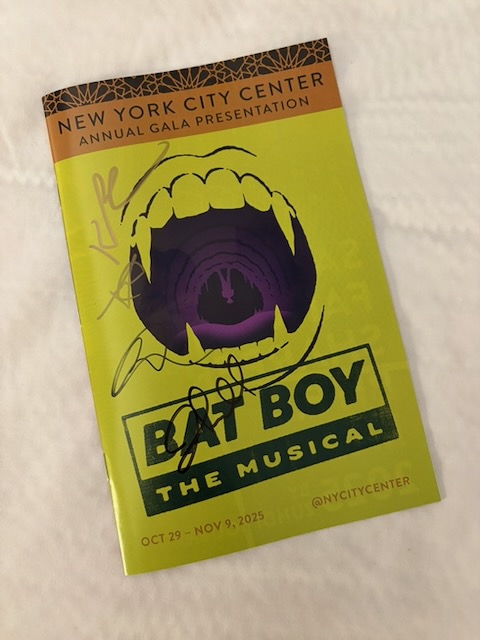 NEW YORK CITY CENTER
ANNUAL GALA PRESENTATION
BAT BOY
THE MUSICAL
OCT 29 – NOV 9, 2025
@NYCITYCENTER